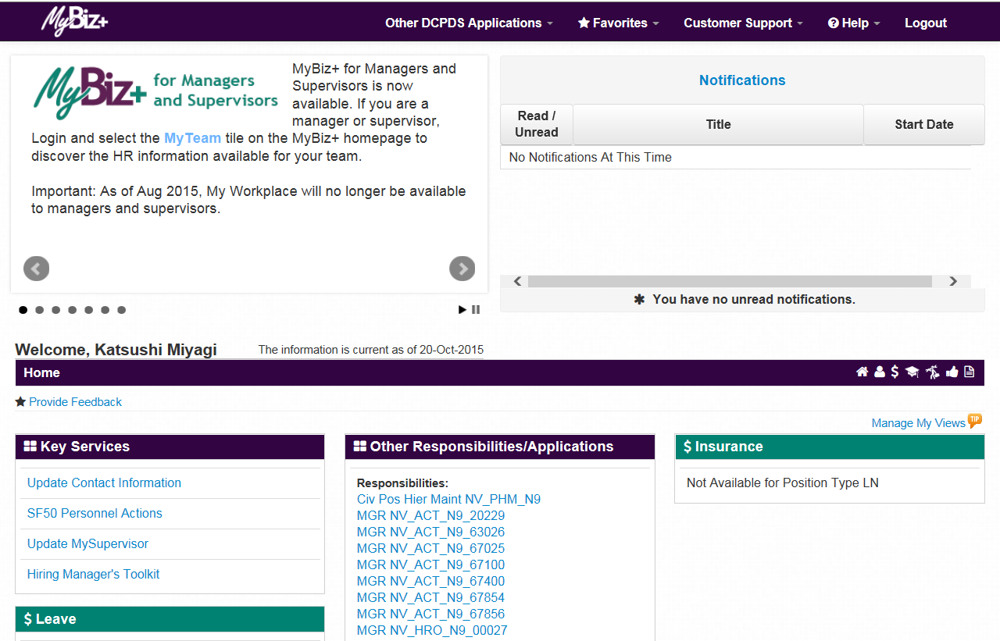 MyBiz+
Other DCPDS Applications
Favorites
Customer Support
Help
Logout
MyBiz+ for Managers
and Supervisors
MyBiz+ for Managers and
Supervisors is now
available. If you are a
manager or supervisor,
Login and select the MyTeam tile on the MyBiz+ homepage to
discover the HR information available for your team.
Important: As of Aug 2015, My Workplace will no longer be available
to managers and supervisors.
Notifications
Read /
Unread
Title
Start Date
No Notifications At This Time
You have no unread notifications.
Welcome, Katsushi Miyagi
The information is current as of 20-Oct-2015
Home
Provide Feedback
Manage My Views
TIP
Key Services
Update Contact Information
SF50 Personnel Actions
Update MySupervisor
Hiring Manager's Toolkit
$ Leave
Other Responsibilities/Applications
Responsibilities:
Civ Pos Hier Maint NV_PHM_N9
MGR NV_ACT_N9_20229
MGR NV_ACT_N9_63026
MGR NV_ACT_N9_67025
MGR NV_ACT_N9_67100
MGR NV_ACT_N9_67400
MGR NV_ACT_N9_67854
MGR NV_ACT_N9_67856
MGR NV_HRO_N9_00027
$ Insurance
Not Available for Position Type LN